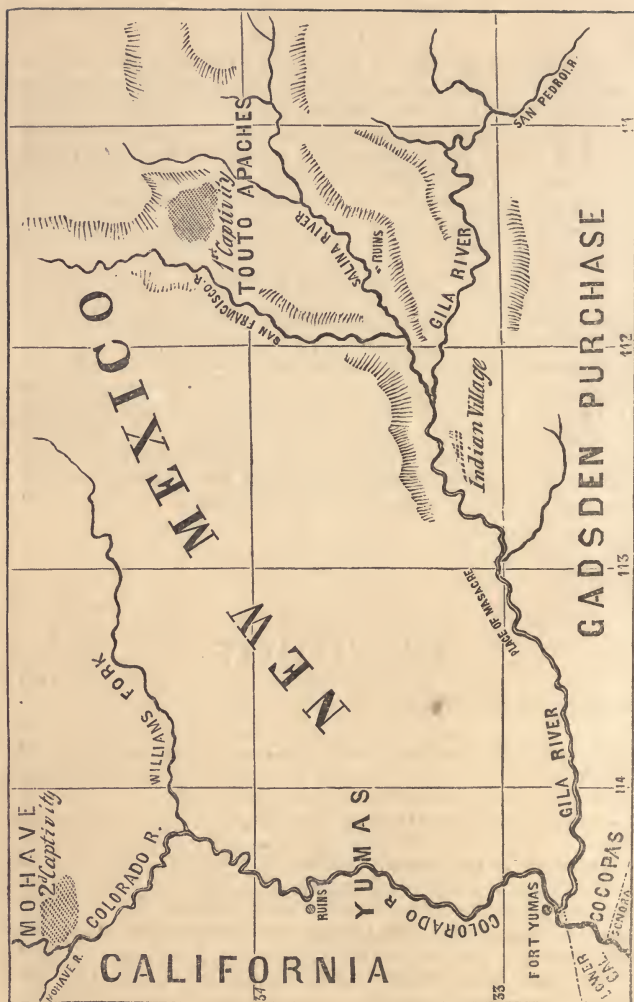 MOHAVE
2d Captivity
MOHAVE R.
COLORADO R.
WILLIAMS FORK
NEW MEXICO
1st Captivity
TOUTO APACHES
SAN FRANCISCO R.
SALINA RIVER
RUINS
GILA RIVER
SAN PEDRO R.
Indian Village
PLACE OF MASACRE
GADSDEN PURCHASE
CALIFORNIA
RUINS
YUMAS
COLORADO R
FORT YUMAS
GILA RIVER
COCOPAS
SONORA
LOWER CAL.
33
33
114
113
112
111